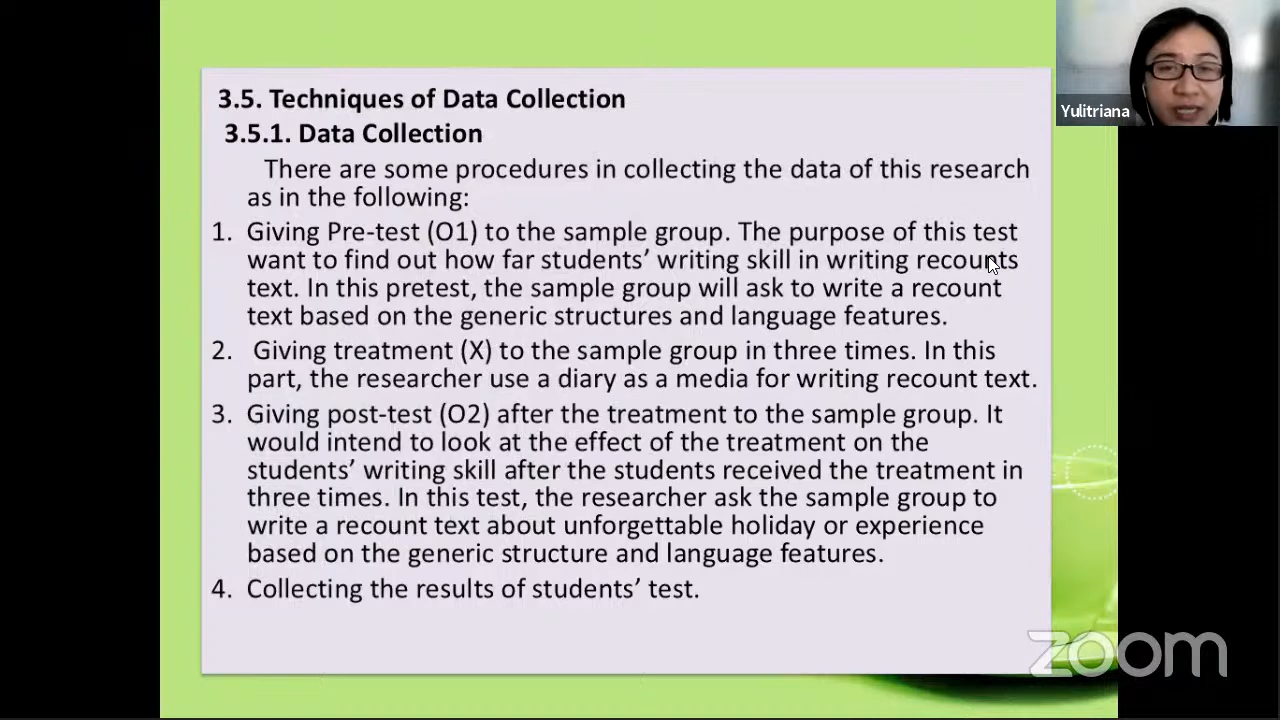 3.5. Techniques of Data Collection
3.5.1. Data Collection
There are some procedures in collecting the data of this research
as in the following:
1. Giving Pre-test (O1) to the sample group. The purpose of this test
want to find out how far students’ writing skill in writing recounts
text. In this pretest, the sample group will ask to write a recount
text based on the generic structures and language features.
2. Giving treatment (X) to the sample group in three times. In this
part, the researcher use a diary as a media for writing recount text.
3. Giving post-test (O2) after the treatment to the sample group. It
would intend to look at the effect of the treatment on the
students’ writing skill after the students received the treatment in
three times. In this test, the researcher ask the sample group to
write a recount text about unforgettable holiday or experience
based on the generic structure and language features.
4. Collecting the results of students’ test.
Yulitriana
zoom